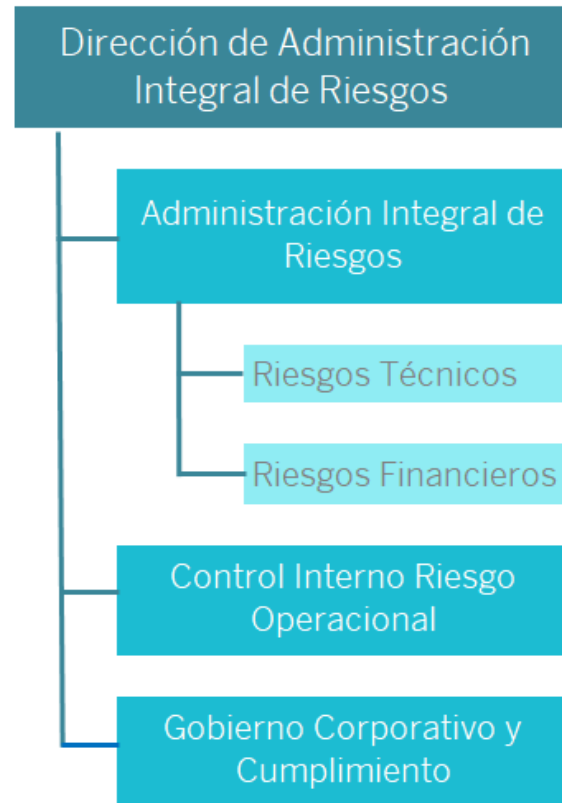 Dirección de Administración
Integral de Riesgos
Administración Integral de
Riesgos
Riesgos Técnicos
Riesgos Financieros
Control Interno Riesgo
Operacional
Gobierno Corporativo y
Cumplimiento